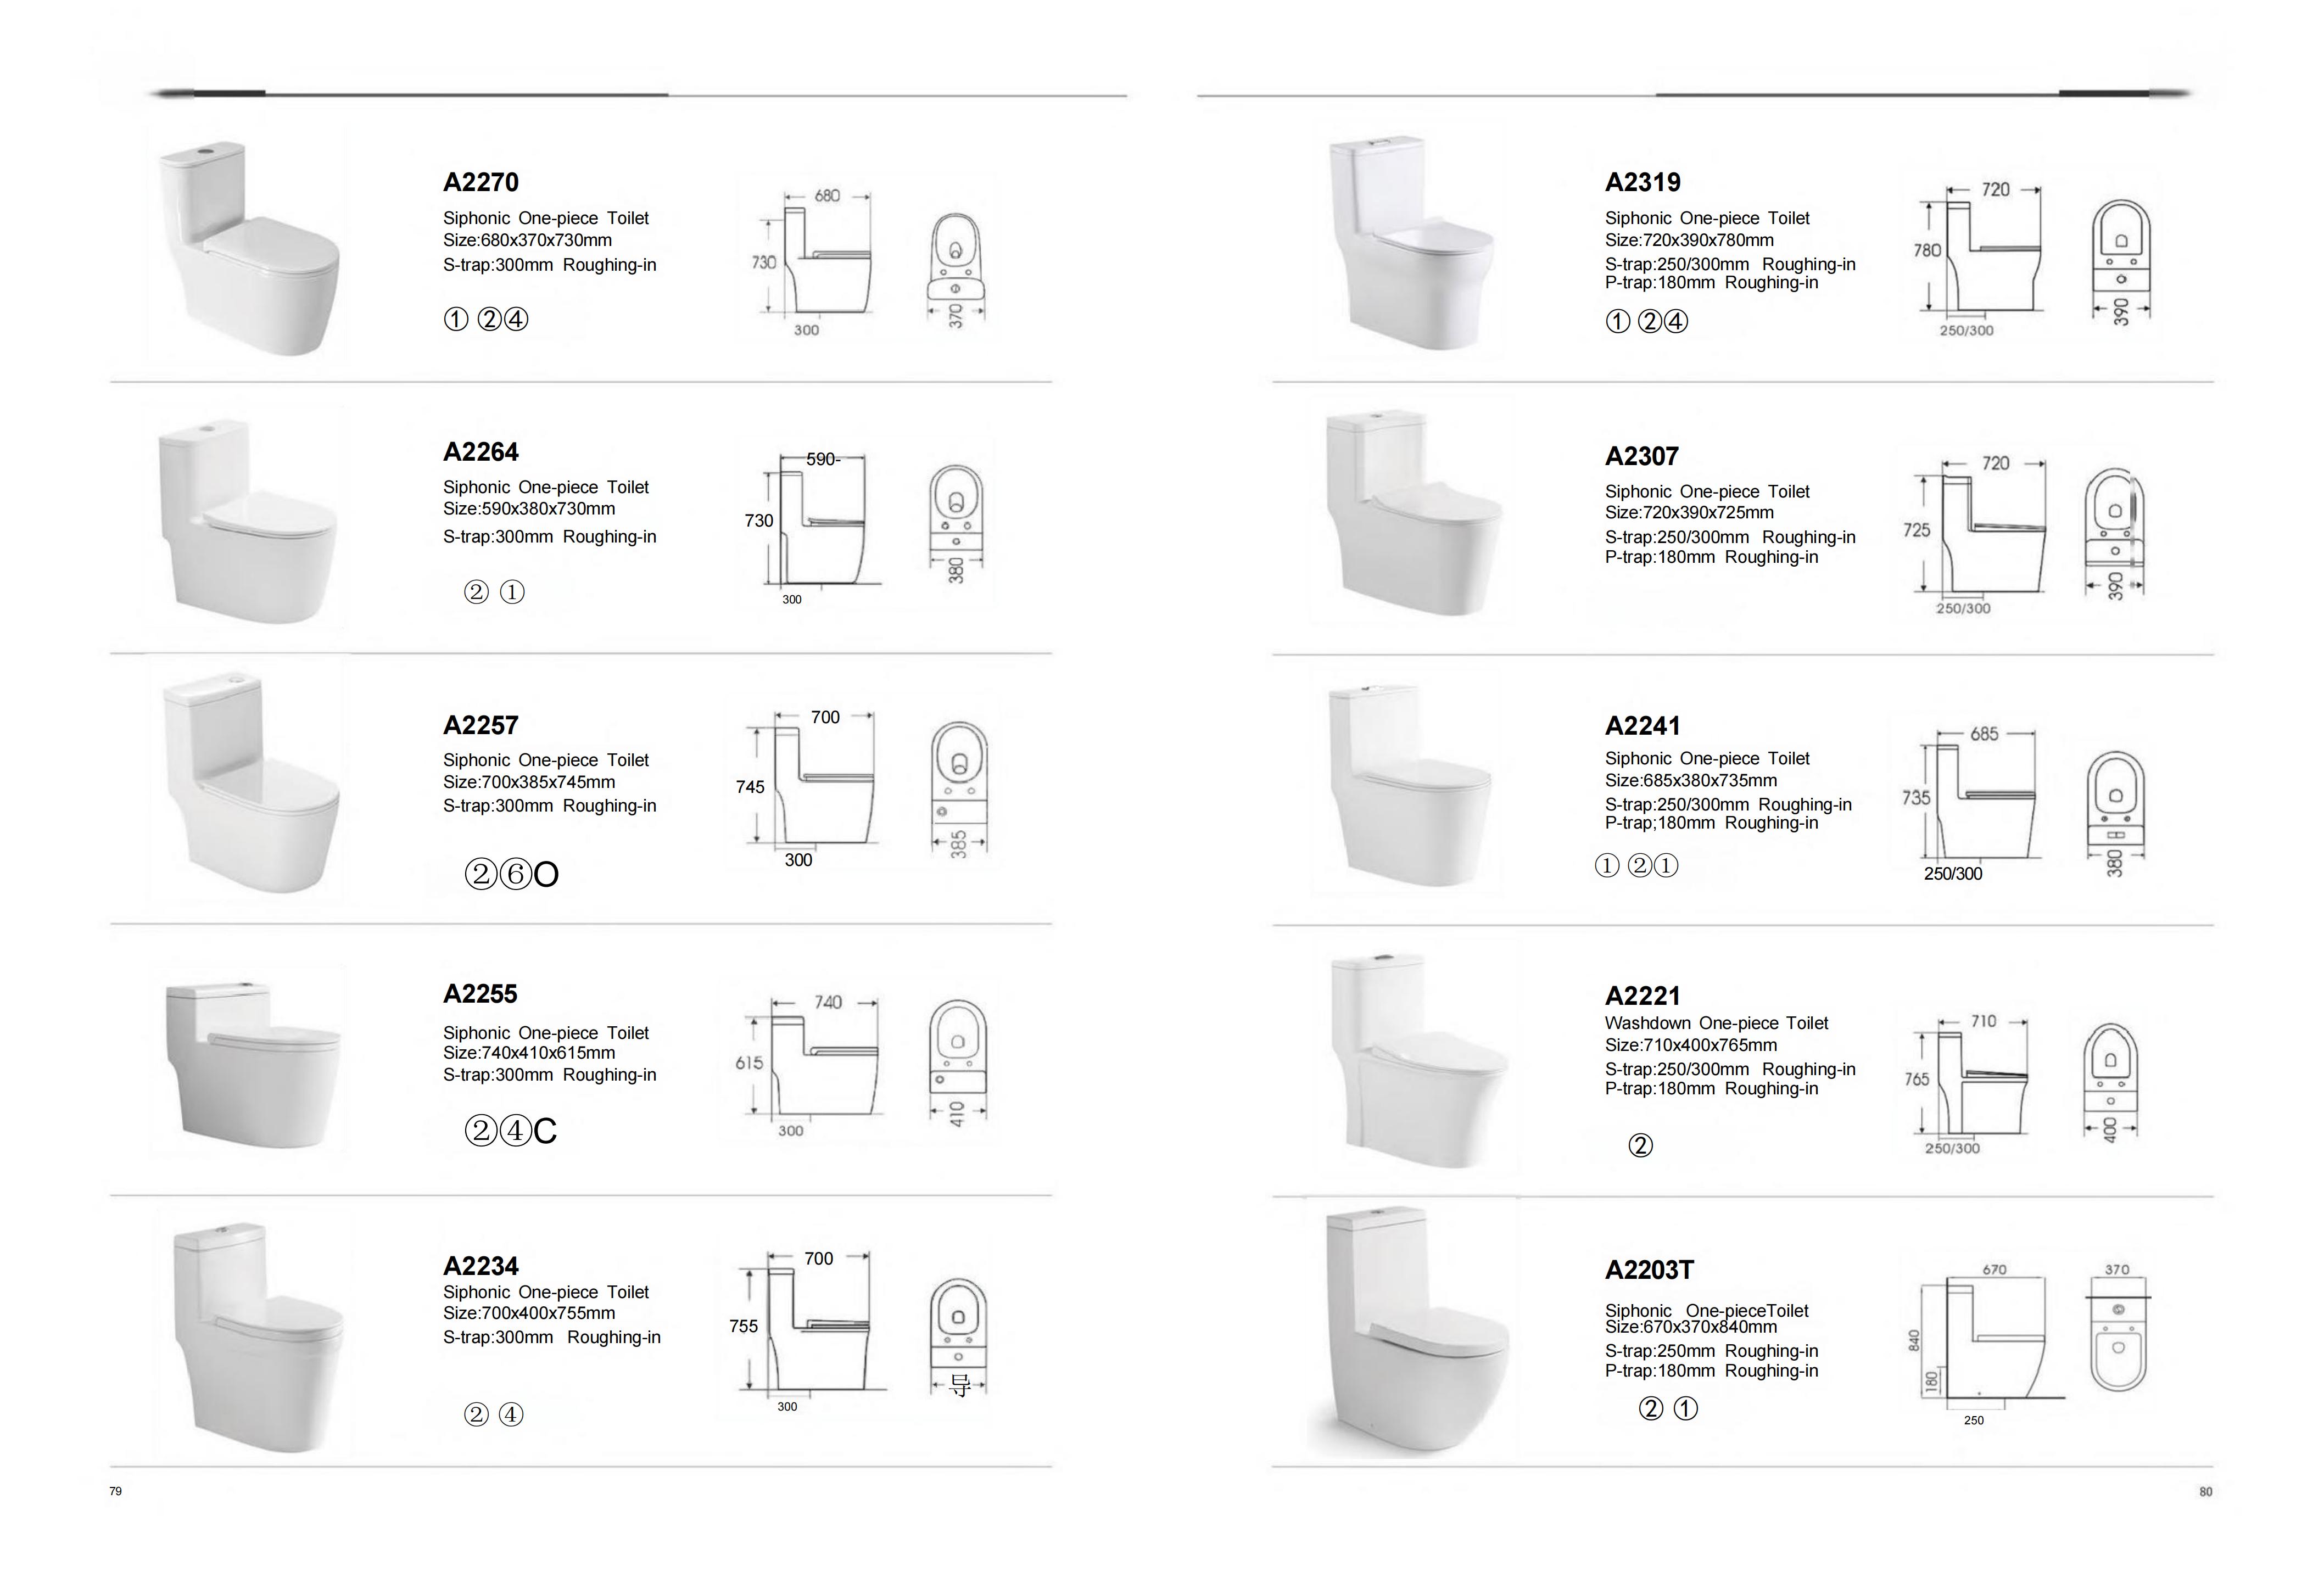 A2270
Siphonic One-piece Toilet
Size:680x370x730mm
S-trap:300mm Roughing-in
① ②④
680
730
300
370
A2264
Siphonic One-piece Toilet
Size:590x380x730mm
S-trap:300mm Roughing-in
② ①
590-
730
300
380
A2257
Siphonic One-piece Toilet
Size:700x385x745mm
S-trap:300mm Roughing-in
②⑥O
700
745
300
385
A2255
Siphonic One-piece Toilet
Size:740x410x615mm
S-trap:300mm Roughing-in
②④C
740
615
300
410
A2234
Siphonic One-piece Toilet
Size:700x400x755mm
S-trap:300mm Roughing-in
② ④
700
755
300
导
79
A2319
Siphonic One-piece Toilet
Size:720x390x780mm
S-trap:250/300mm Roughing-in
P-trap:180mm Roughing-in
① ②④
720
780
250/300
390
A2307
Siphonic One-piece Toilet
Size:720x390x725mm
S-trap:250/300mm Roughing-in
P-trap:180mm Roughing-in
720
725
250/300
390
A2241
Siphonic One-piece Toilet
Size:685x380x735mm
S-trap:250/300mm Roughing-in
P-trap;180mm Roughing-in
① ②①
685
735
250/300
380
A2221
Washdown One-piece Toilet
Size:710x400x765mm
S-trap:250/300mm Roughing-in
P-trap:180mm Roughing-in
②
710
765
250/300
400
A2203T
Siphonic One-pieceToilet
Size:670x370x840mm
S-trap:250mm Roughing-in
P-trap:180mm Roughing-in
② ①
670
370
840
180
250
80